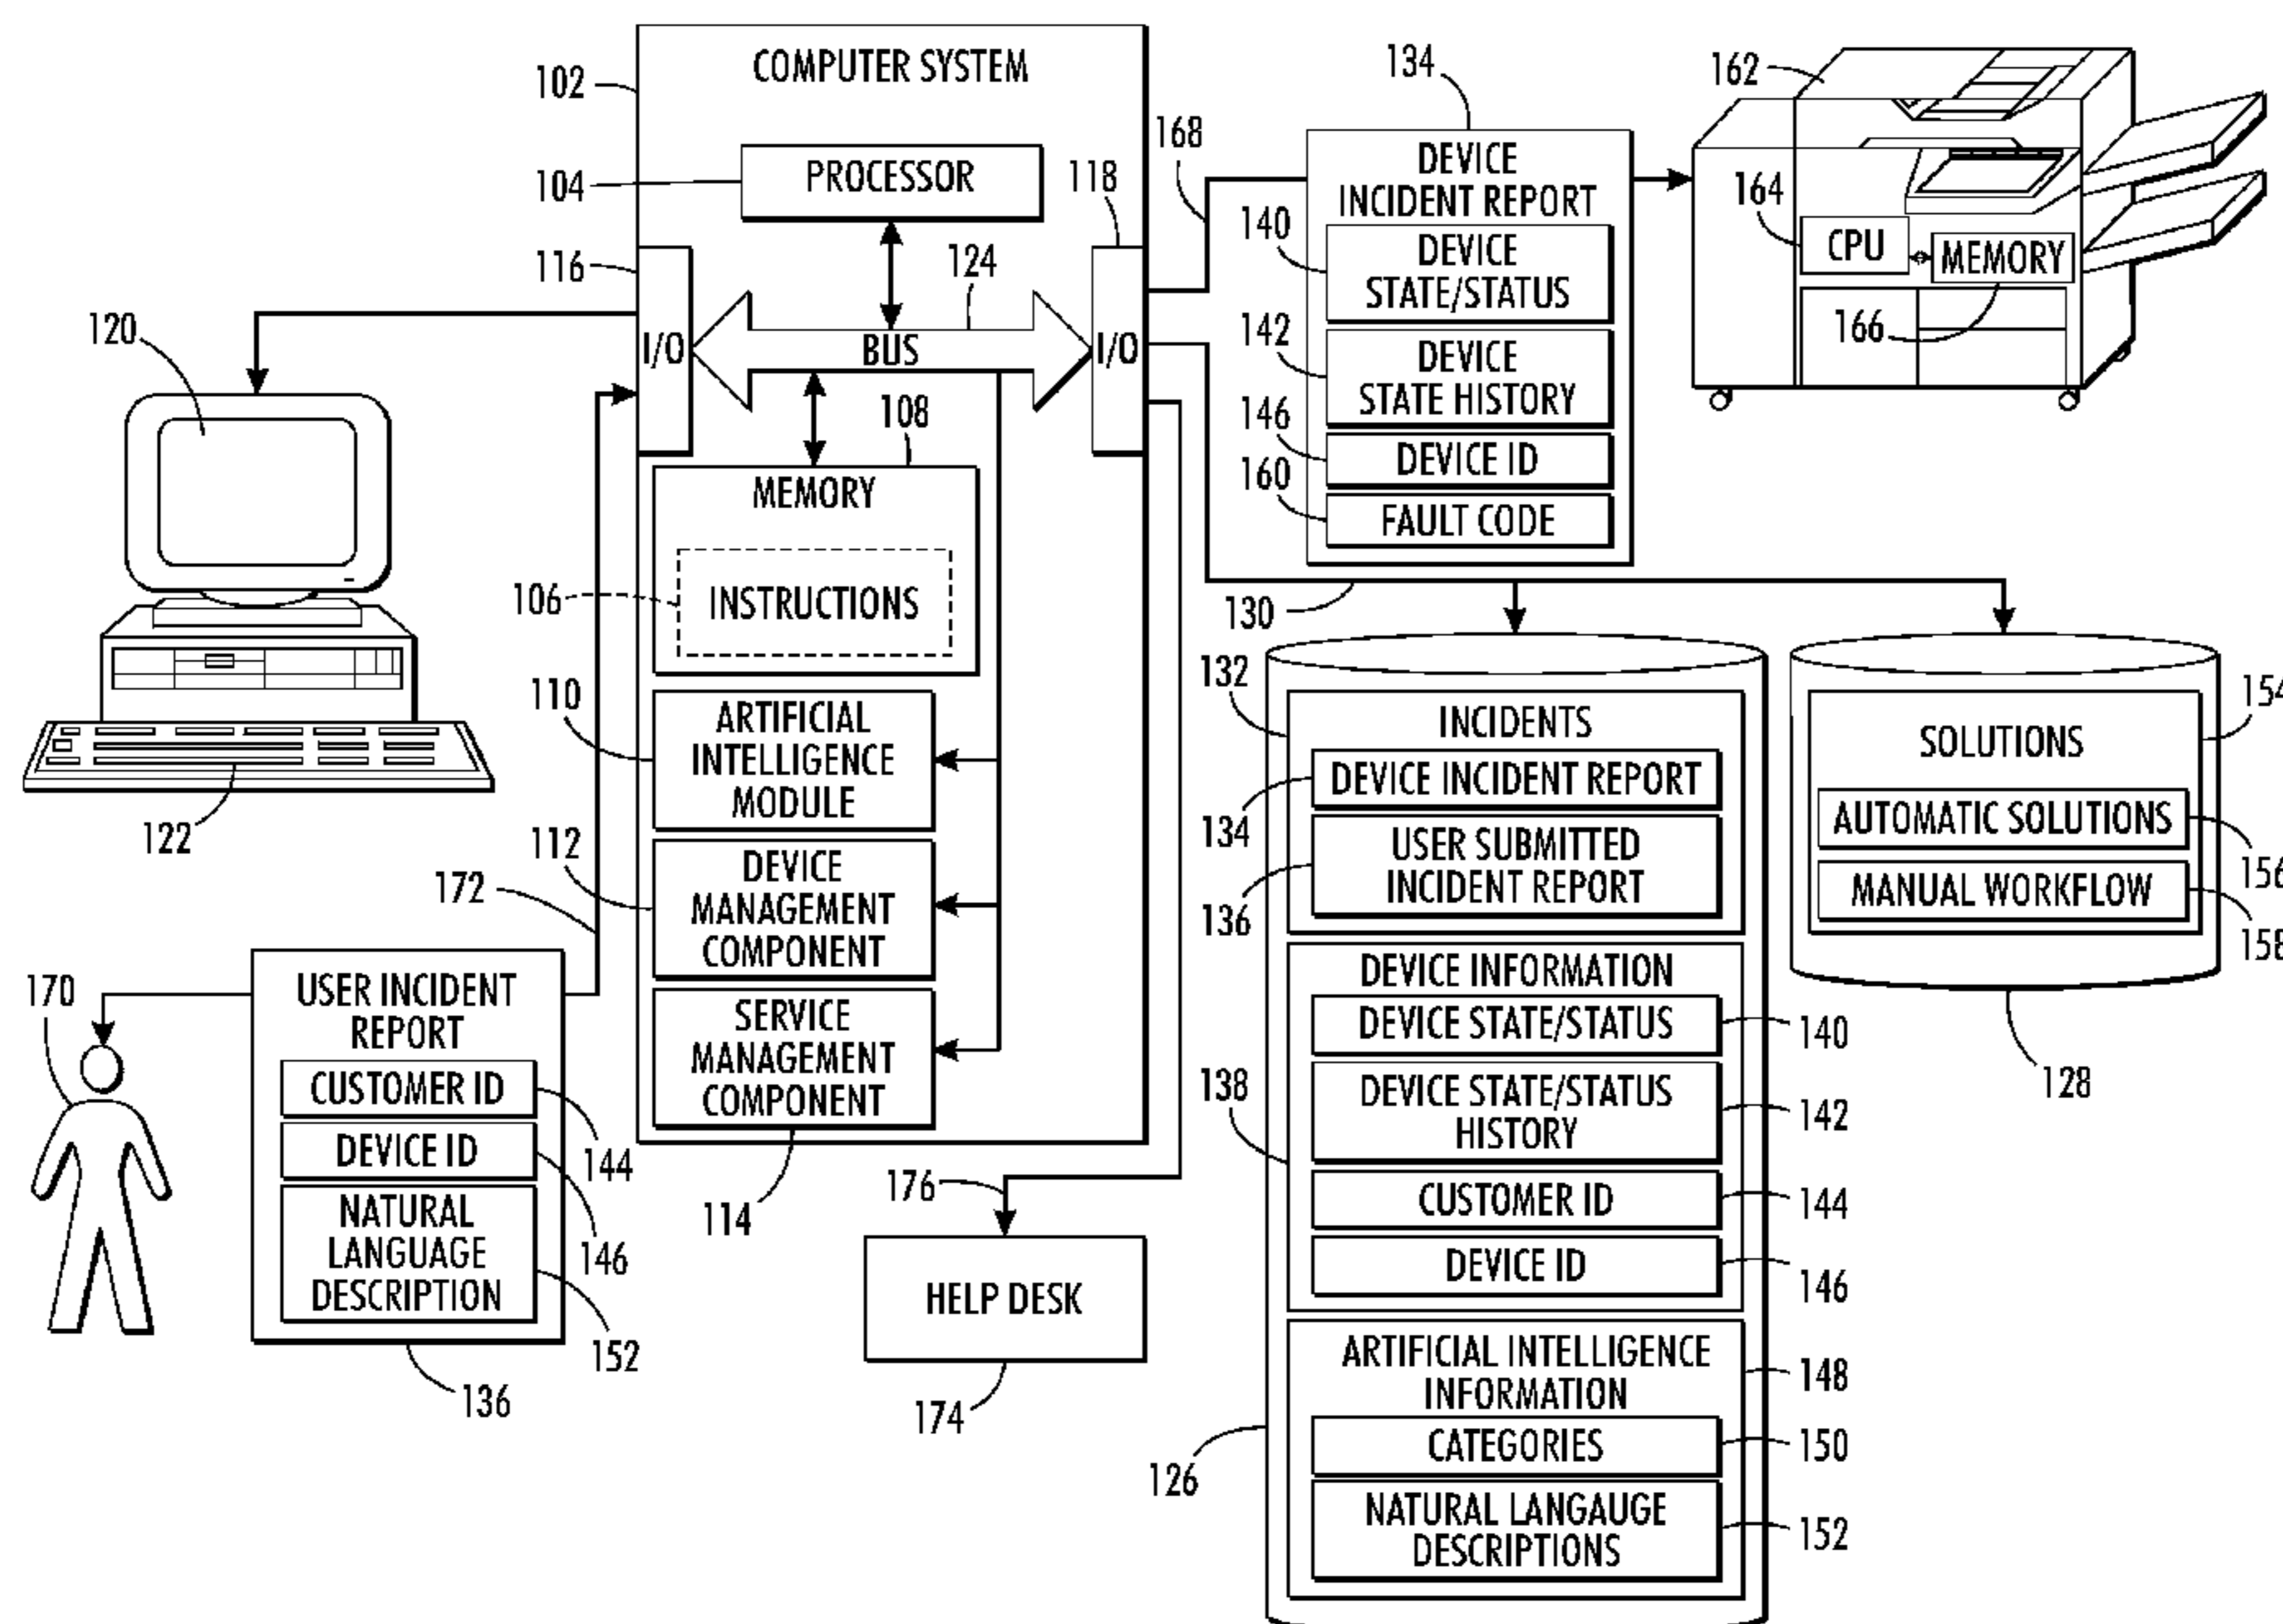 COMPUTER SYSTEM
102
PROCESSOR
104
118
116
124
I/O
BUS
I/O
108
MEMORY
106
INSTRUCTIONS
110
ARTIFICIAL
INTELLIGENCE
MODULE
112
DEVICE
MANAGEMENT
COMPONENT
SERVICE
MANAGEMENT
COMPONENT
114
120
122
172
170
USER INCIDENT
REPORT
CUSTOMER ID
144
DEVICE ID
146
NATURAL
LANGUAGE
DESCRIPTION
152
136
176
HELP DESK
174
168
134
DEVICE
INCIDENT REPORT
140
DEVICE
STATE/STATUS
142
DEVICE
STATE HISTORY
146
DEVICE ID
160
FAULT CODE
162
164
CPU
MEMORY
166
130
132
INCIDENTS
DEVICE INCIDENT REPORT
134
USER SUBMITTED
INCIDENT REPORT
136
138
DEVICE INFORMATION
DEVICE STATE/STATUS
140
DEVICE STATE/STATUS
HISTORY
142
CUSTOMER ID
144
DEVICE ID
146
ARTIFICIAL INTELLIGENCE
INFORMATION
148
CATEGORIES
150
126
NATURAL LANGAUGE
DESCRIPTIONS
152
154
SOLUTIONS
AUTOMATIC SOLUTIONS
156
MANUAL WORKFLOW
158
128